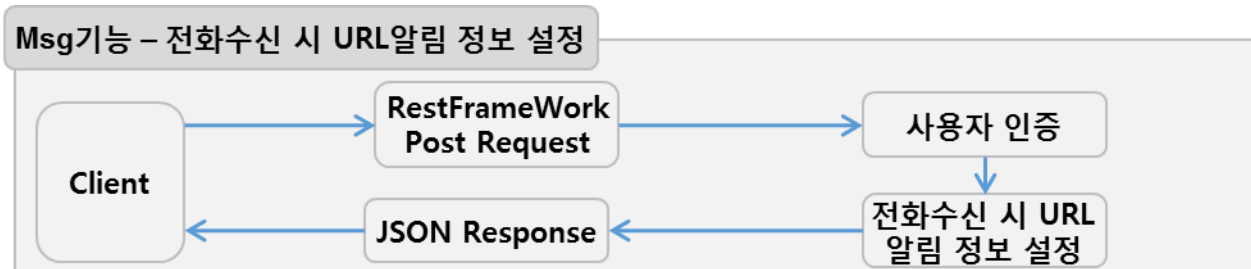 Msg기능 – 전화수신 시 URL알림 정보 설정
RestFrameWork
Post Request
사용자 인증
Client
JSON Response
전화수신 시 URL
알림 정보 설정